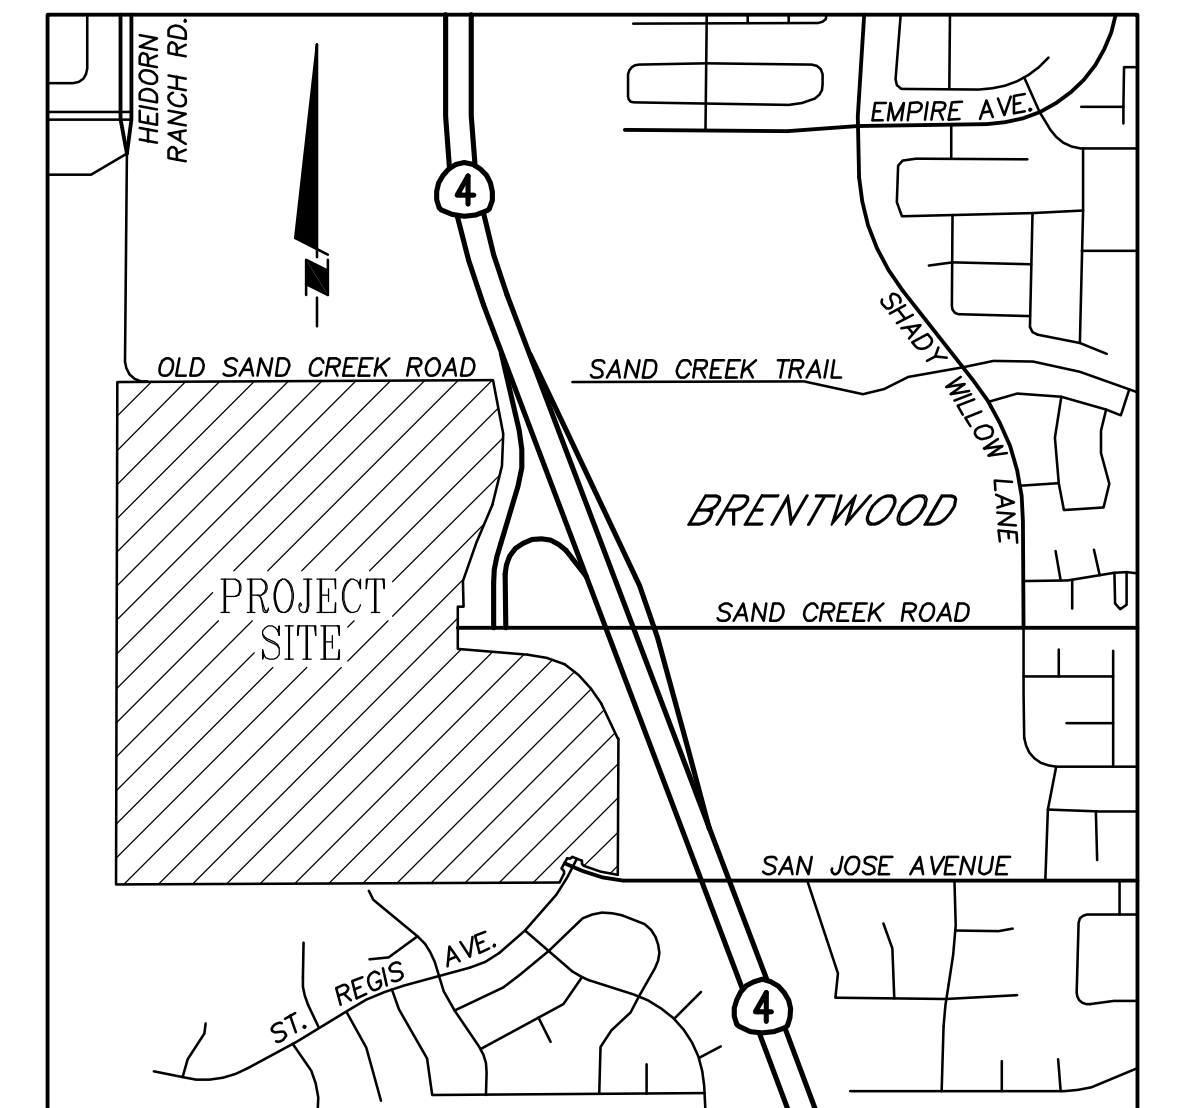 HEIDORN
RANCH RD.
EMPIRE AVE.
4
N
SHADY WILLOW LANE
OLD SAND CREEK ROAD
SAND CREEK TRAIL
BRENTWOOD
PROJECT
SITE
SAND CREEK ROAD
SAN JOSE AVENUE
ST. REGIS AVE.
4